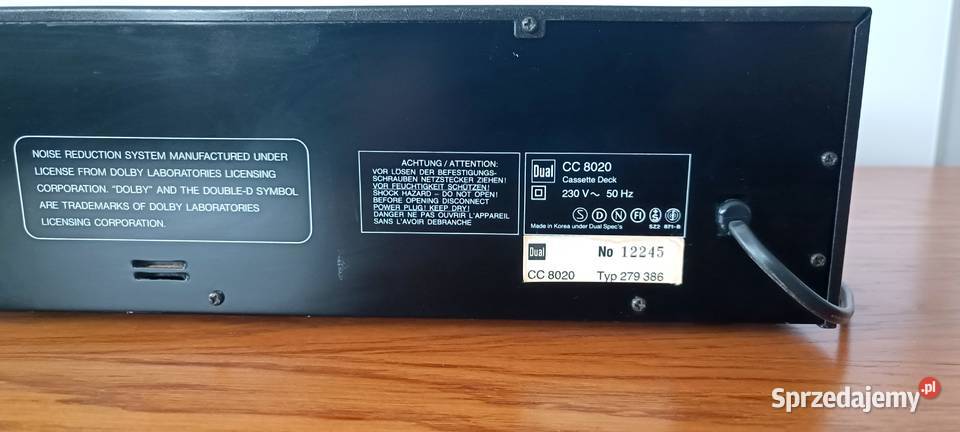 NOISE REDUCTION SYSTEM MANUFACTURED UNDER
LICENSE FROM DOLBY LABORATORIES LICENSING
CORPORATION. "DOLBY" AND THE DOUBLE-D SYMBOL
ARE TRADEMARKS OF DOLBY LABORATORIES
LICENSING CORPORATION.
ACHTUNG / ATTENTION:
VOR LÖSEN DER BEFESTIGUNGS-
SCHRAUBEN NETZSTECKER ZIEHEN!
VOR FEUCHTIGKEIT SCHÜTZEN!
SHOCK HAZARD - DO NOT OPEN!
BEFORE OPENING DISCONNECT
POWER PLUG! KEEP DRY!
DANGER NE PAS OUVRIR L'APPAREIL
SANS L'AVOIR DEBRANCHE
Dual CC 8020
Cassette Deck
230 V ~ 50 Hz
S D N FI
Made in Korea under Dual Spec's SZ2 871-B
Dual No 12245
CC 8020 Typ 279 386
Sprzedajemy.pl